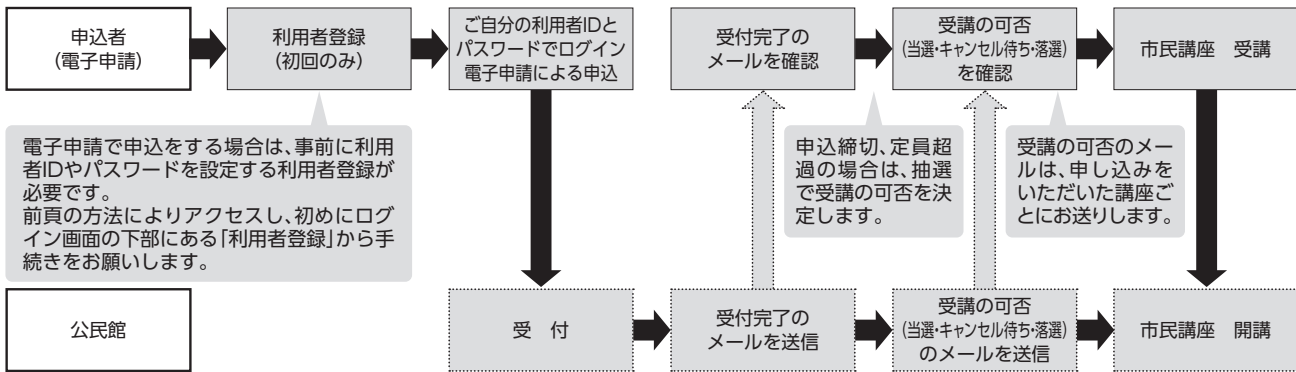 申込者
(電子申請)
利用者登録
(初回のみ)
ご自分の利用者IDと
パスワードでログイン
電子申請による申込
受付完了の
メールを確認
受講の可否
(当選・キャンセル待ち・落選)
を確認
市民講座　受講
電子申請で申込をする場合は、事前に利用
者IDやパスワードを設定する利用者登録が
必要です。
前頁の方法によりアクセスし、初めにログ
イン画面の下部にある「利用者登録」から手
続きをお願いします。
申込締切、定員超
過の場合は、抽選
で受講の可否を決
定します。
受講の可否のメー
ルは、申し込みを
いただいた講座ご
とにお送りします。
公民館
受　付
受付完了の
メールを送信
受講の可否
(当選・キャンセル待ち・落選)
のメールを送信
市民講座　開講